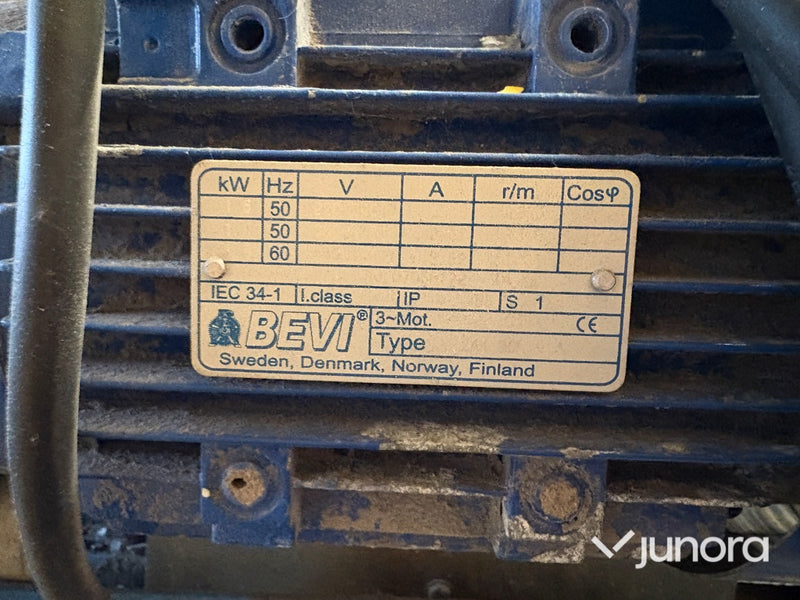 kW Hz V A r/m Cosφ
50
50
60
IEC 34-1 I.class IP S 1
BEVI® 3~Mot. CE
Type
Sweden, Denmark, Norway, Finland
junora